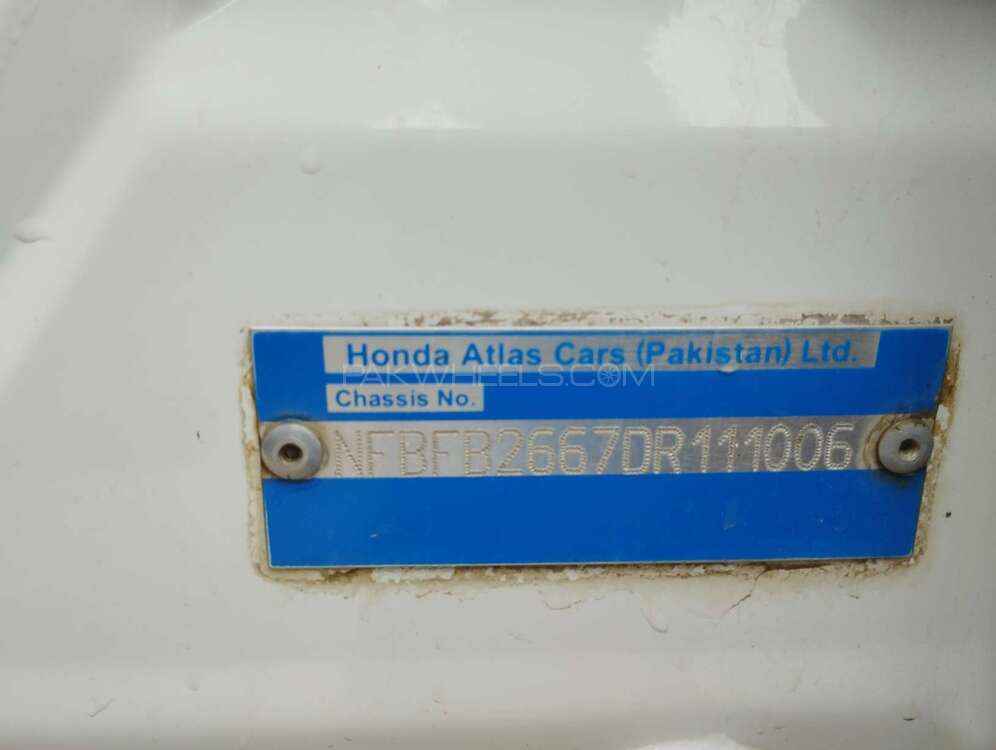 Honda Atlas Cars (Pakistan) Ltd.
PAKWHEELS.COM
Chassis No.
NFBFB2667DR111006